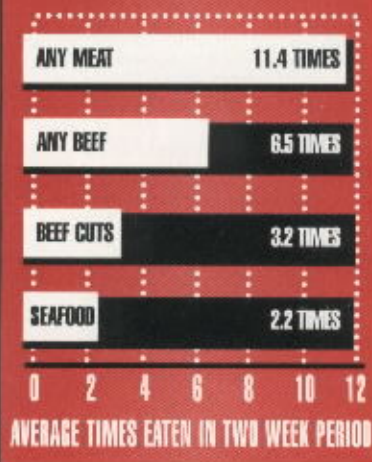 ANY MEAT 11.4 TIMES
ANY BEEF 6.5 TIMES
BEEF CUTS 3.2 TIMES
SEAFOOD 2.2 TIMES
0 2 4 6 8 10 12
AVERAGE TIMES EATEN IN TWO WEEK PERIOD